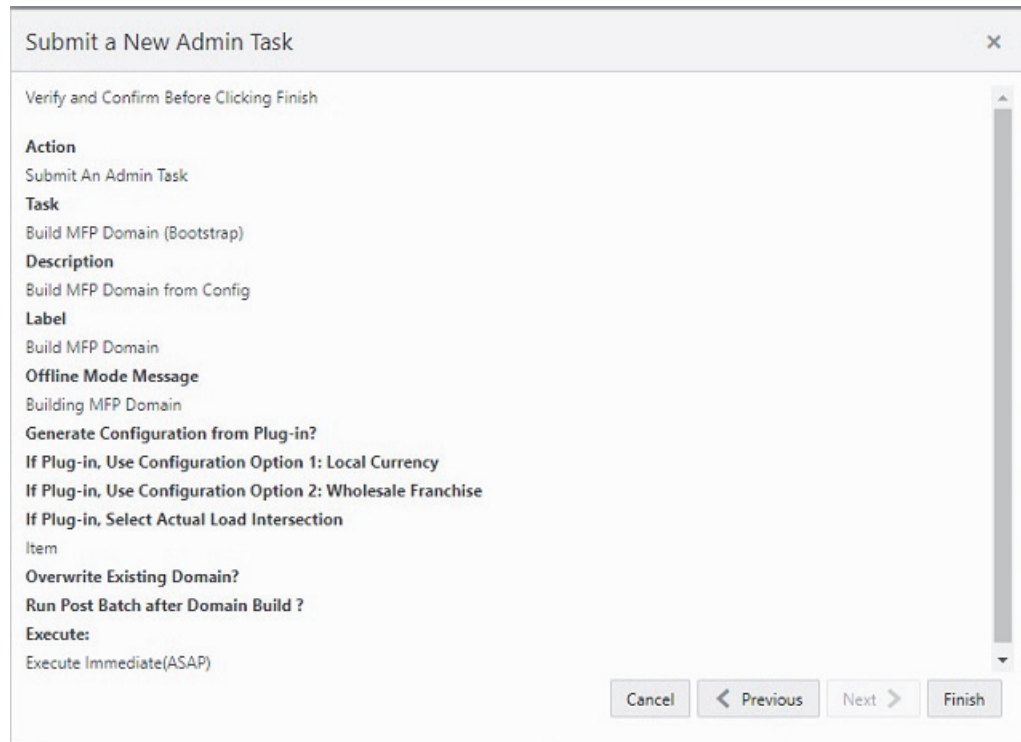 Submit a New Admin Task
Verify and Confirm Before Clicking Finish
Action
Submit An Admin Task
Task
Build MFP Domain (Bootstrap)
Description
Build MFP Domain from Config
Label
Build MFP Domain
Offline Mode Message
Building MFP Domain
Generate Configuration from Plug-in?
If Plug-in, Use Configuration Option 1: Local Currency
If Plug-in, Use Configuration Option 2: Wholesale Franchise
If Plug-in, Select Actual Load Intersection
Item
Overwrite Existing Domain?
Run Post Batch after Domain Build ?
Execute:
Execute Immediate(ASAP)
Cancel Previous Next Finish